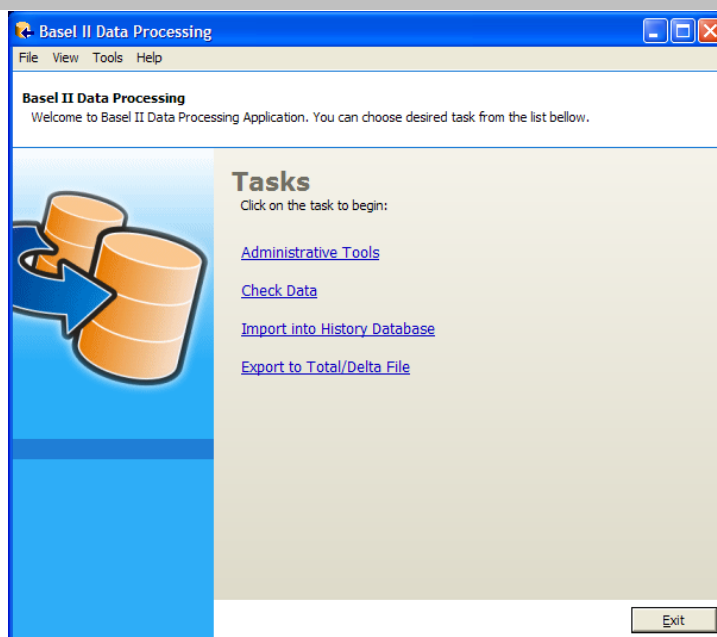 Basel II Data Processing
File View Tools Help
Basel II Data Processing
Welcome to Basel II Data Processing Application. You can choose desired task from the list bellow.
Tasks
Click on the task to begin:
Administrative Tools
Check Data
Import into History Database
Export to Total/Delta File
Exit